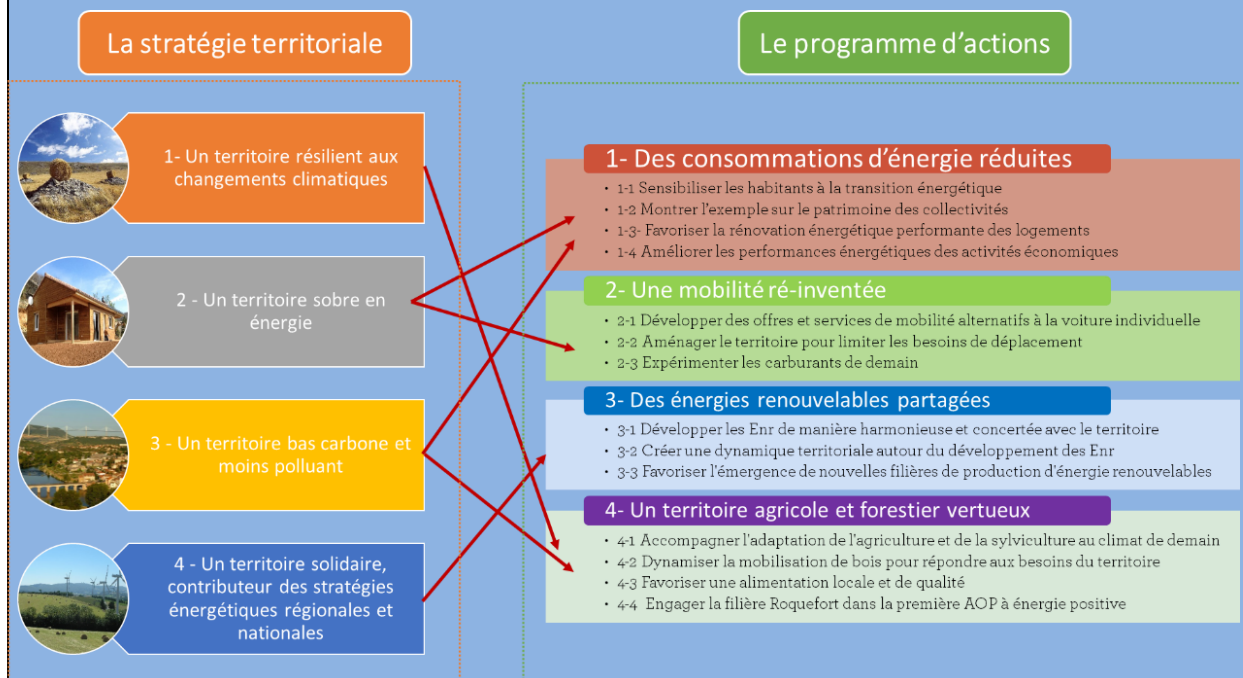 La stratégie territoriale
1- Un territoire résilient aux
changements climatiques
2 - Un territoire sobre en
énergie
3 - Un territoire bas carbone et
moins polluant
4 - Un territoire solidaire,
contributeur des stratégies
énergétiques régionales et
nationales
Le programme d'actions
1- Des consommations d'énergie réduites
• 1-1 Sensibiliser les habitants à la transition énergétique
• 1-2 Montrer l'exemple sur le patrimoine des collectivités
• 1-3- Favoriser la rénovation énergétique performante des logements
• 1-4 Améliorer les performances énergétiques des activités économiques
2- Une mobilité ré-inventée
• 2-1 Développer des offres et services de mobilité alternatifs à la voiture individuelle
• 2-2 Aménager le territoire pour limiter les besoins de déplacement
• 2-3 Expérimenter les carburants de demain
3- Des énergies renouvelables partagées
• 3-1 Développer les Enr de manière harmonieuse et concertée avec le territoire
• 3-2 Créer une dynamique territoriale autour du développement des Enr
• 3-3 Favoriser l'émergence de nouvelles filières de production d'énergie renouvelables
4- Un territoire agricole et forestier vertueux
• 4-1 Accompagner l'adaptation de l'agriculture et de la sylviculture au climat de demain
• 4-2 Dynamiser la mobilisation de bois pour répondre aux besoins du territoire
• 4-3 Favoriser une alimentation locale et de qualité
• 4-4 Engager la filière Roquefort dans la première AOP à énergie positive